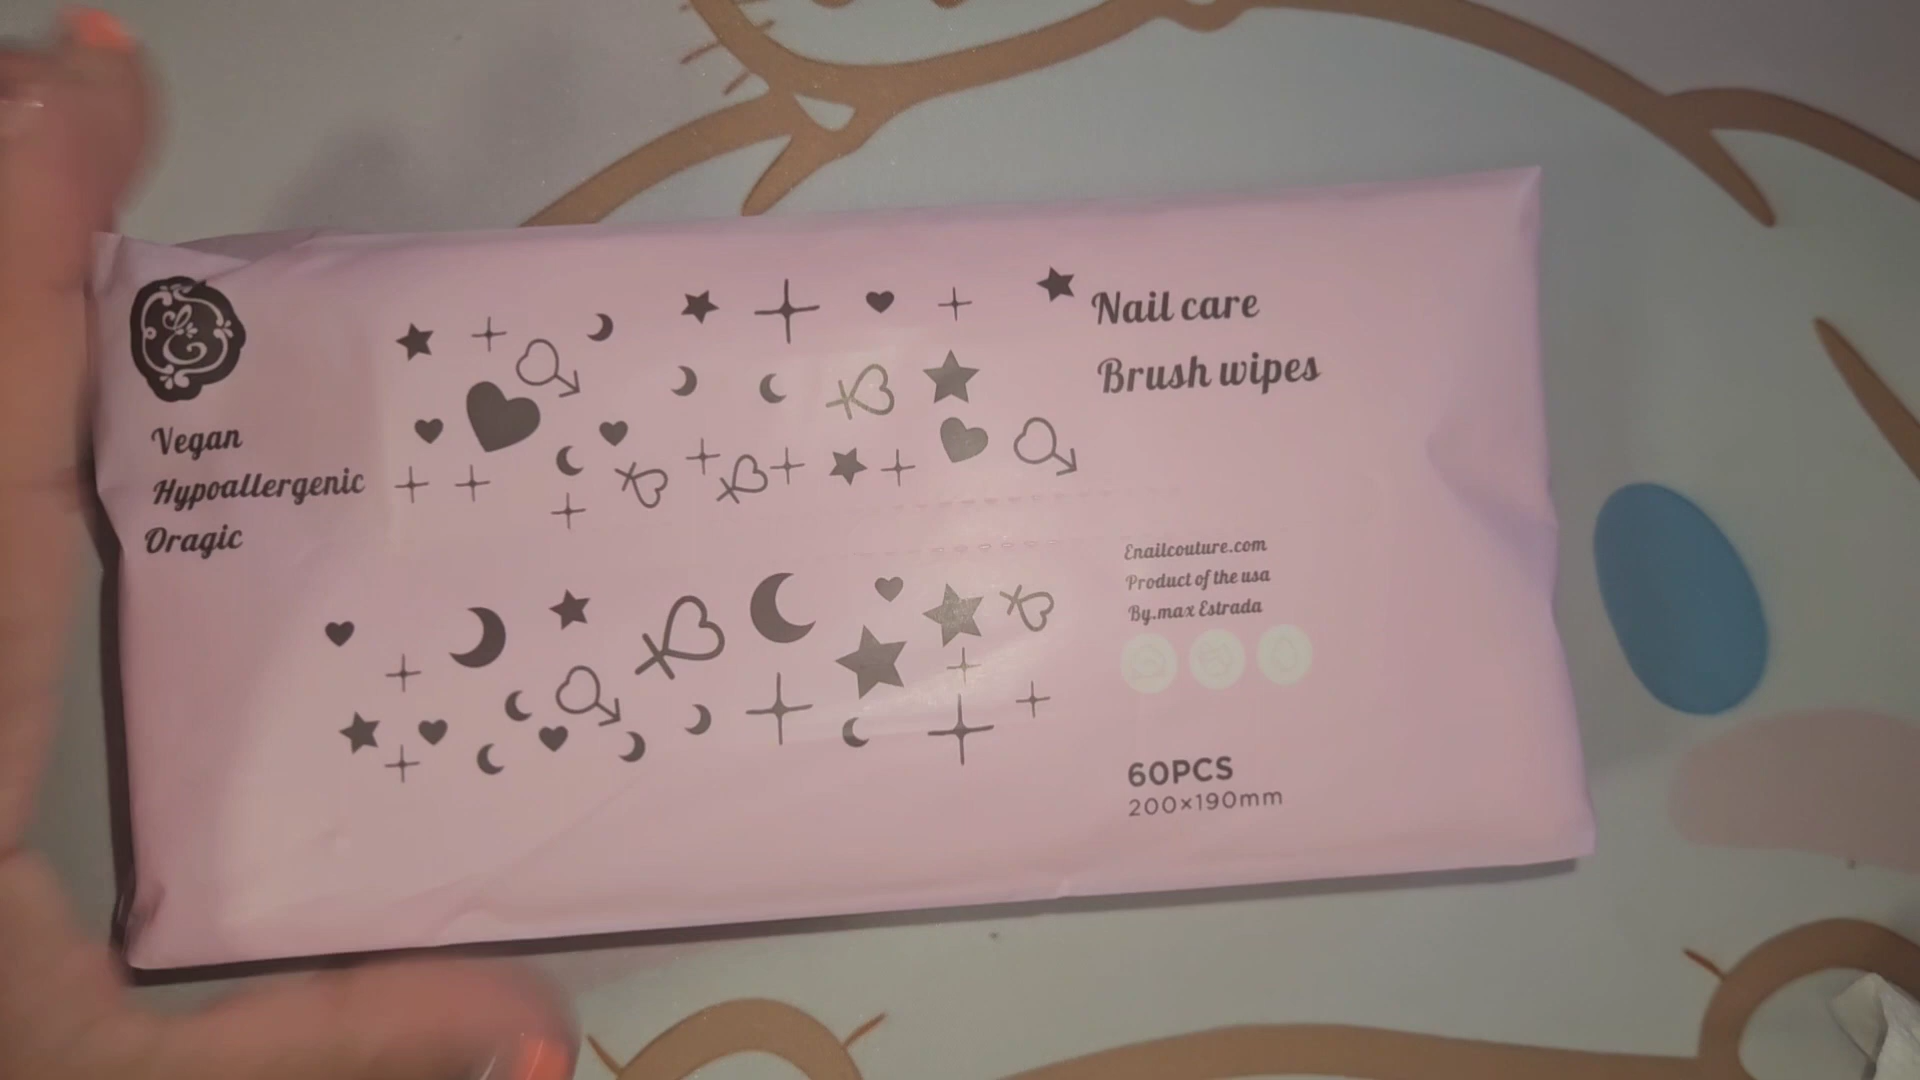 Nail care
Brush wipes
Vegan
Hypoallergenic
Oragic
Enailcouture.com
Product of the usa
By.max Estrada
60PCS
200×190mm